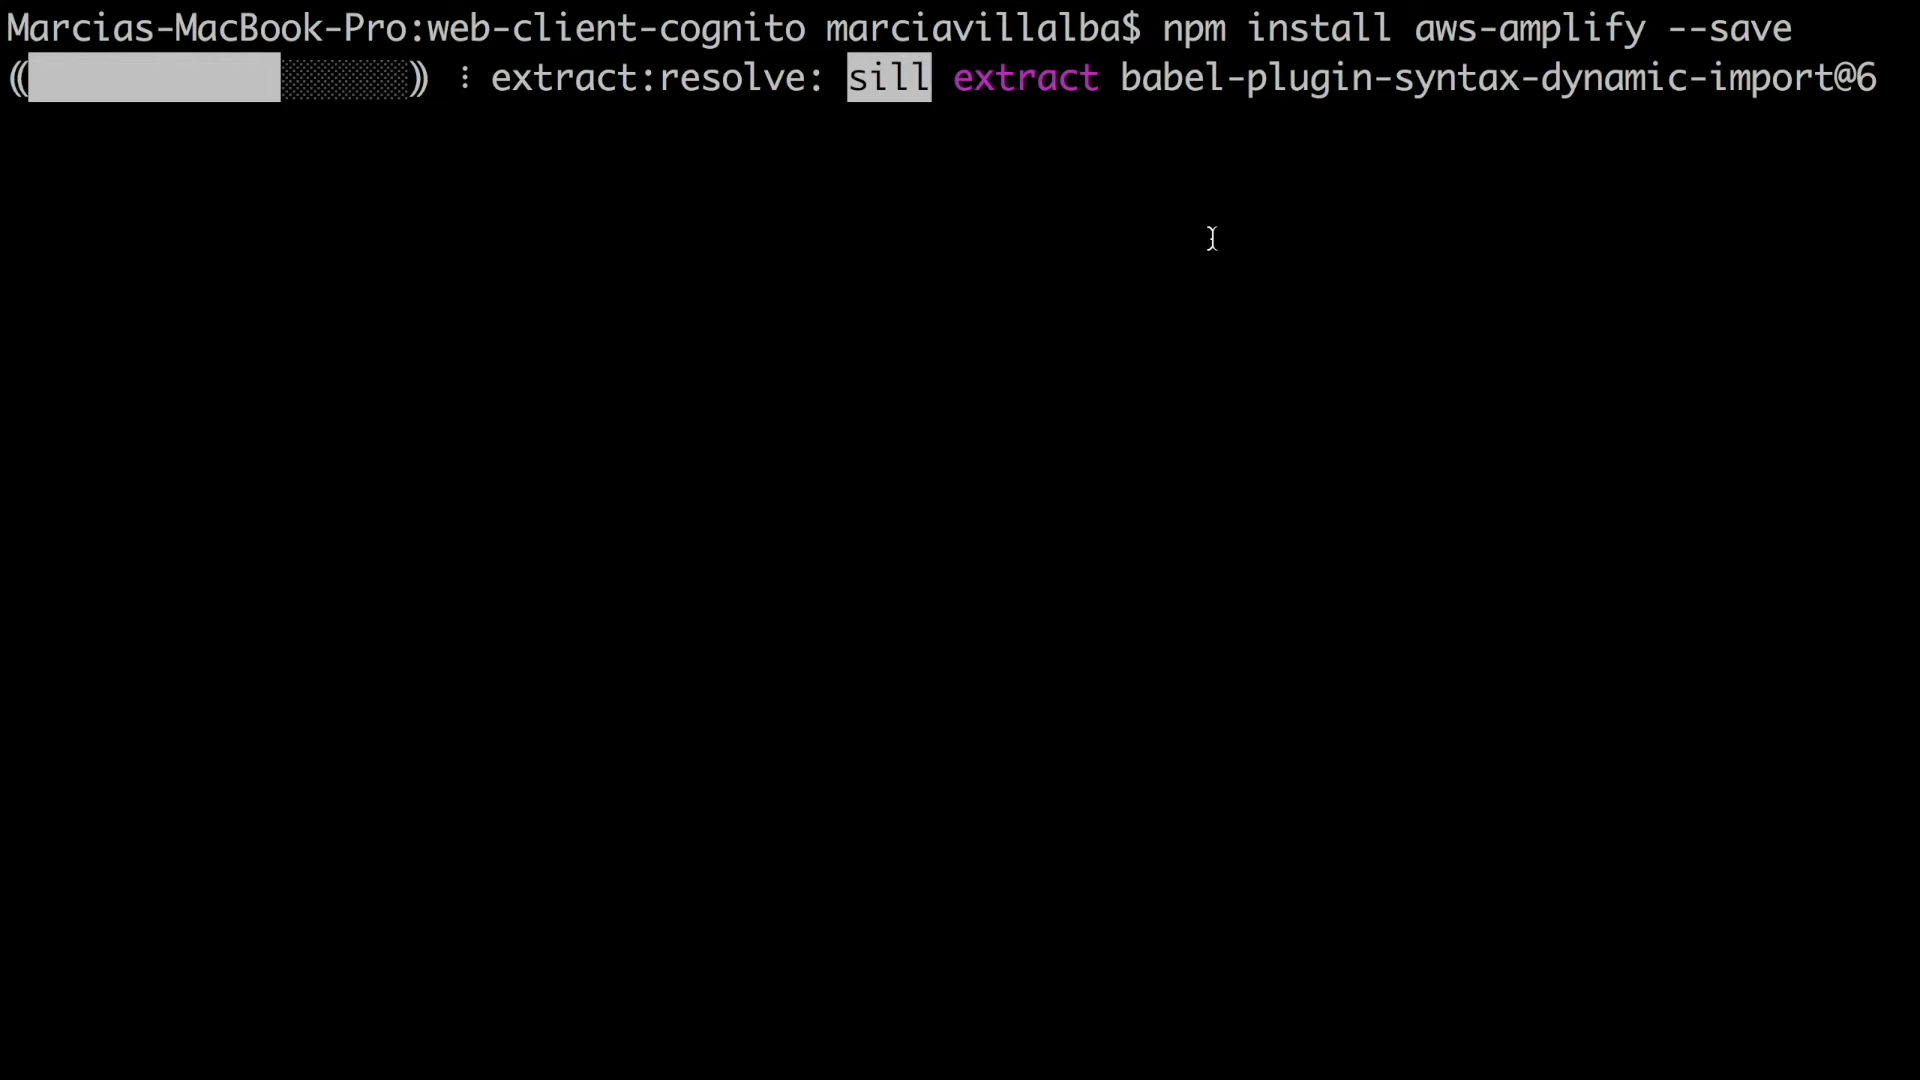 Marcias-MacBook-Pro:web-client-cognito marciavillalba$ npm install aws-amplify --save
(██████████████████░░░░░░░░░) ⸽ extract:resolve: sill extract babel-plugin-syntax-dynamic-import@6